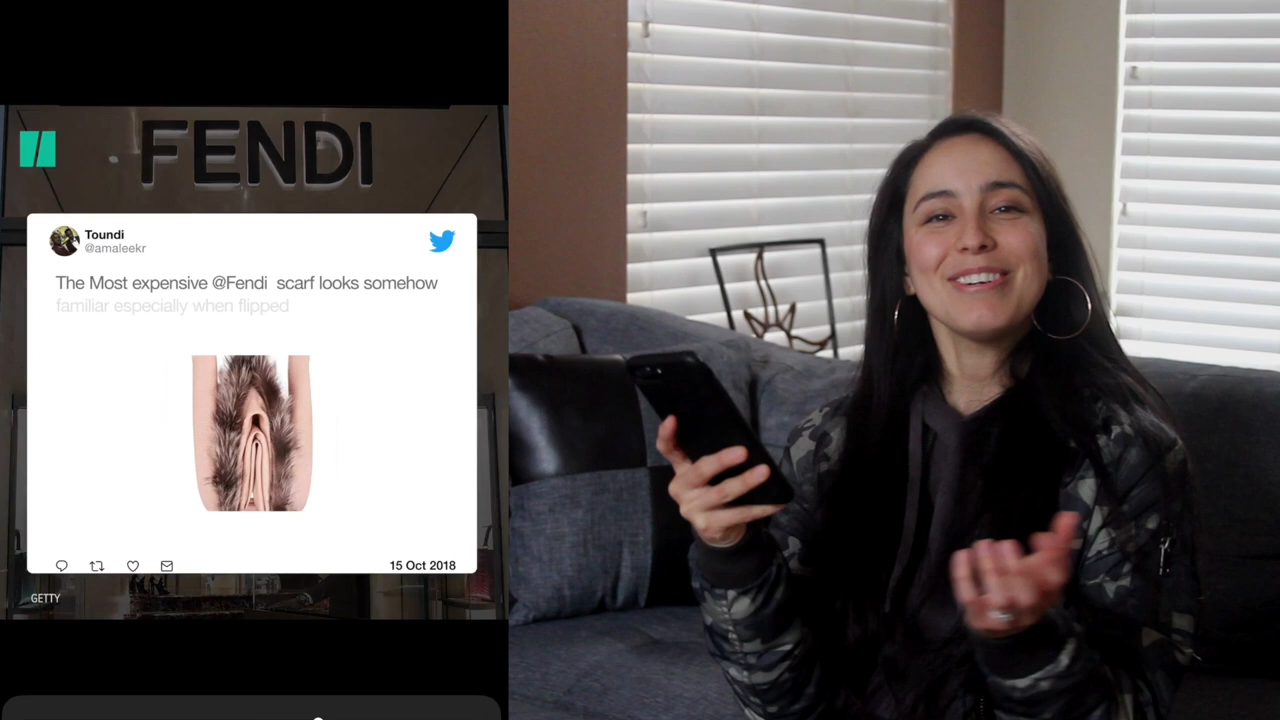 FENDI
Toundi
@amaleekr
The Most expensive @Fendi scarf looks somehow
familiar especially when flipped
15 Oct 2018
GETTY